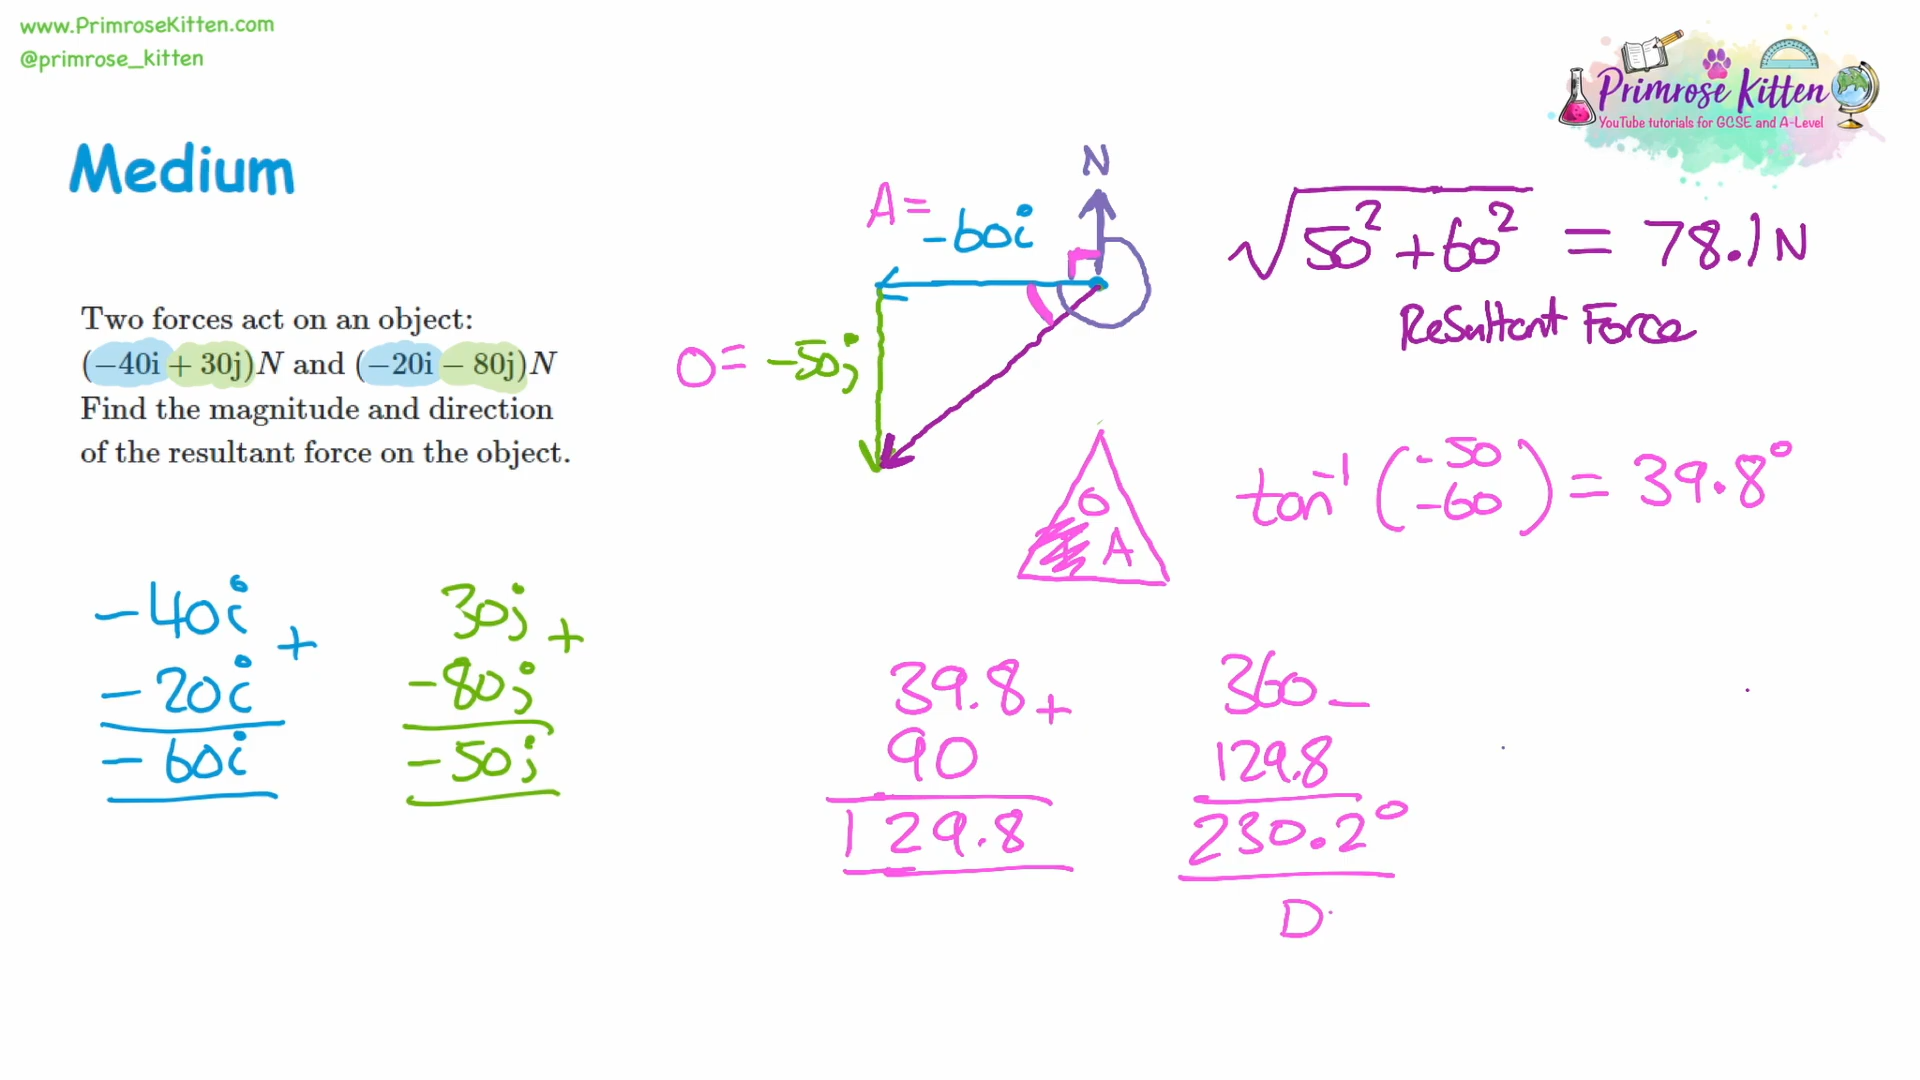 www.PrimroseKitten.com
@primrose_kitten
Primrose Kitten
YouTube tutorials for GCSE and A-Level
Medium
Two forces act on an object:
(−40i + 30j)N and (−20i − 80j)N
Find the magnitude and direction
of the resultant force on the object.
-40i +
-20i
-60i
30j +
-80j
-50j
N
A=
-60i
O= -50j
O
A
√50²+60² = 78.1N
Resultant Force
tan⁻¹(-50/-60) = 39.8°
39.8 +
90
129.8
360 -
129.8
230.2°
D